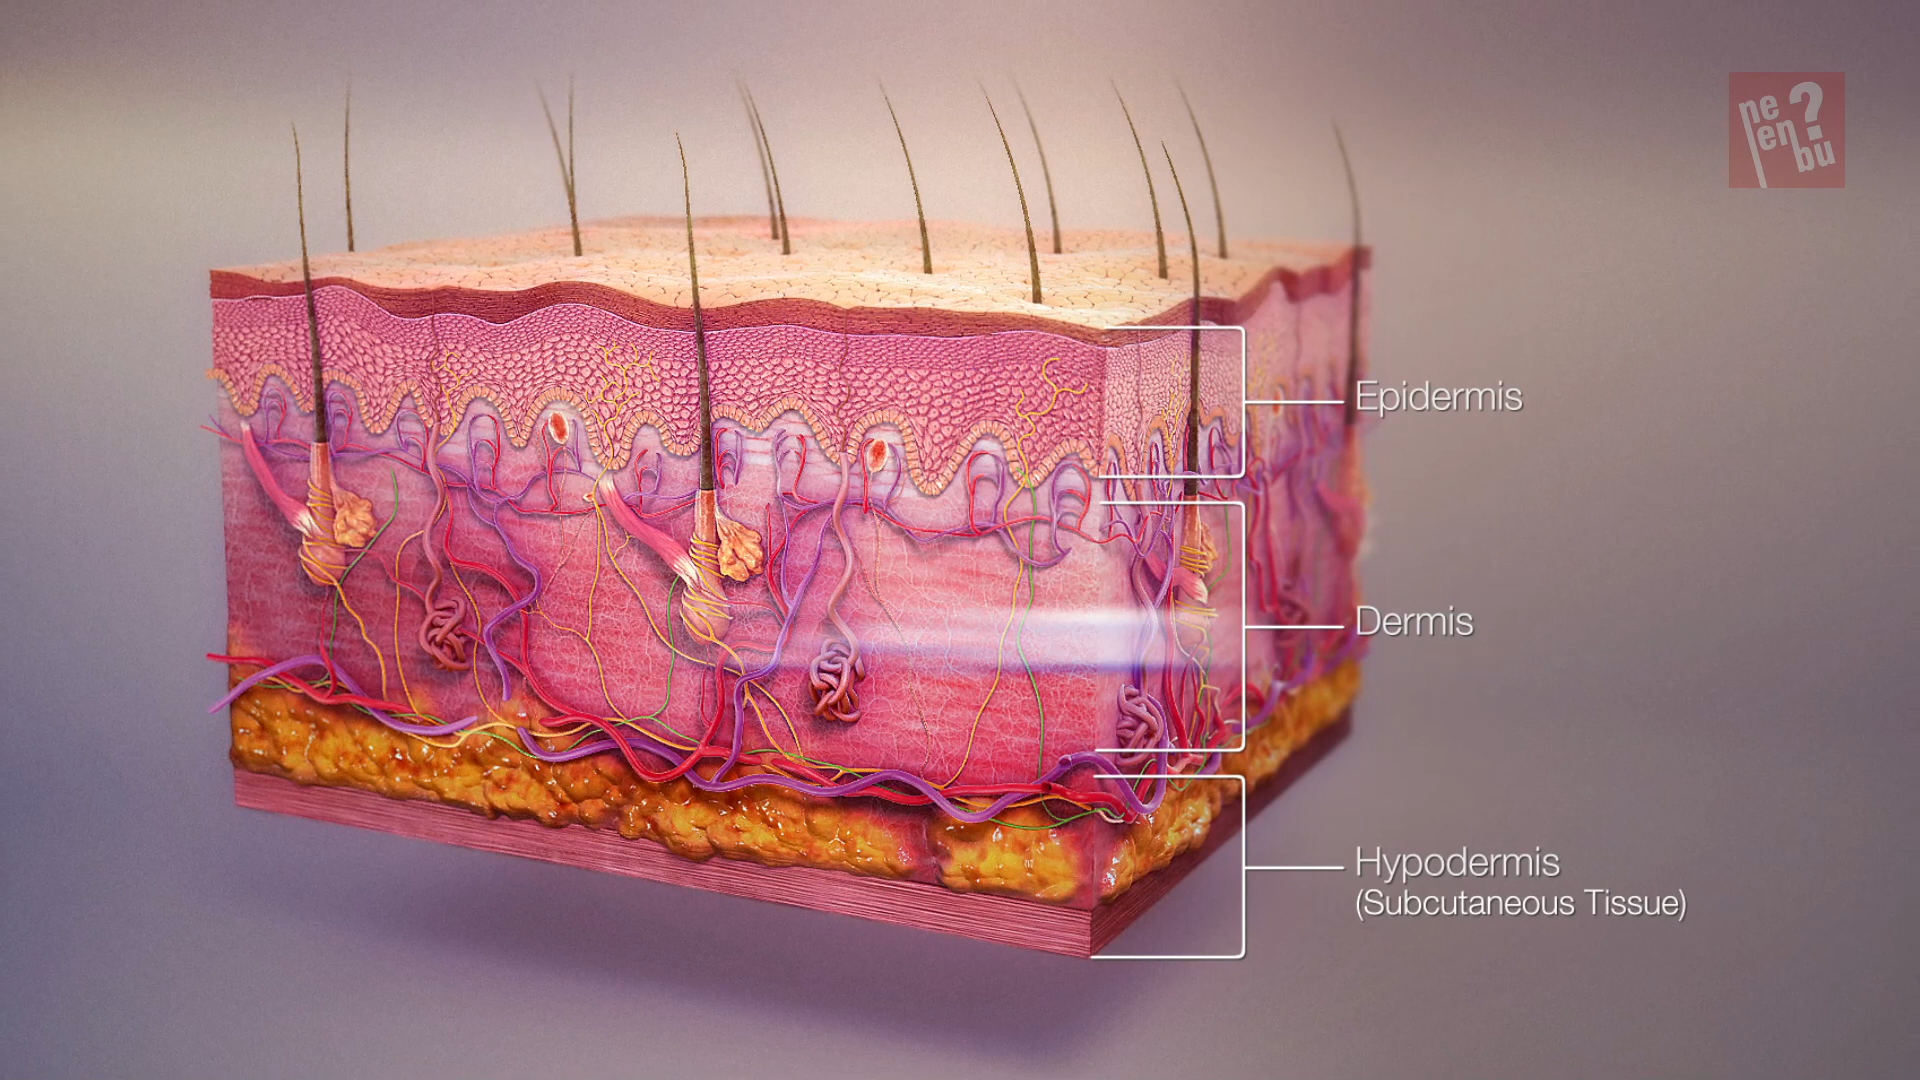 ne
en
bu
?
Epidermis
Dermis
Hypodermis
(Subcutaneous Tissue)